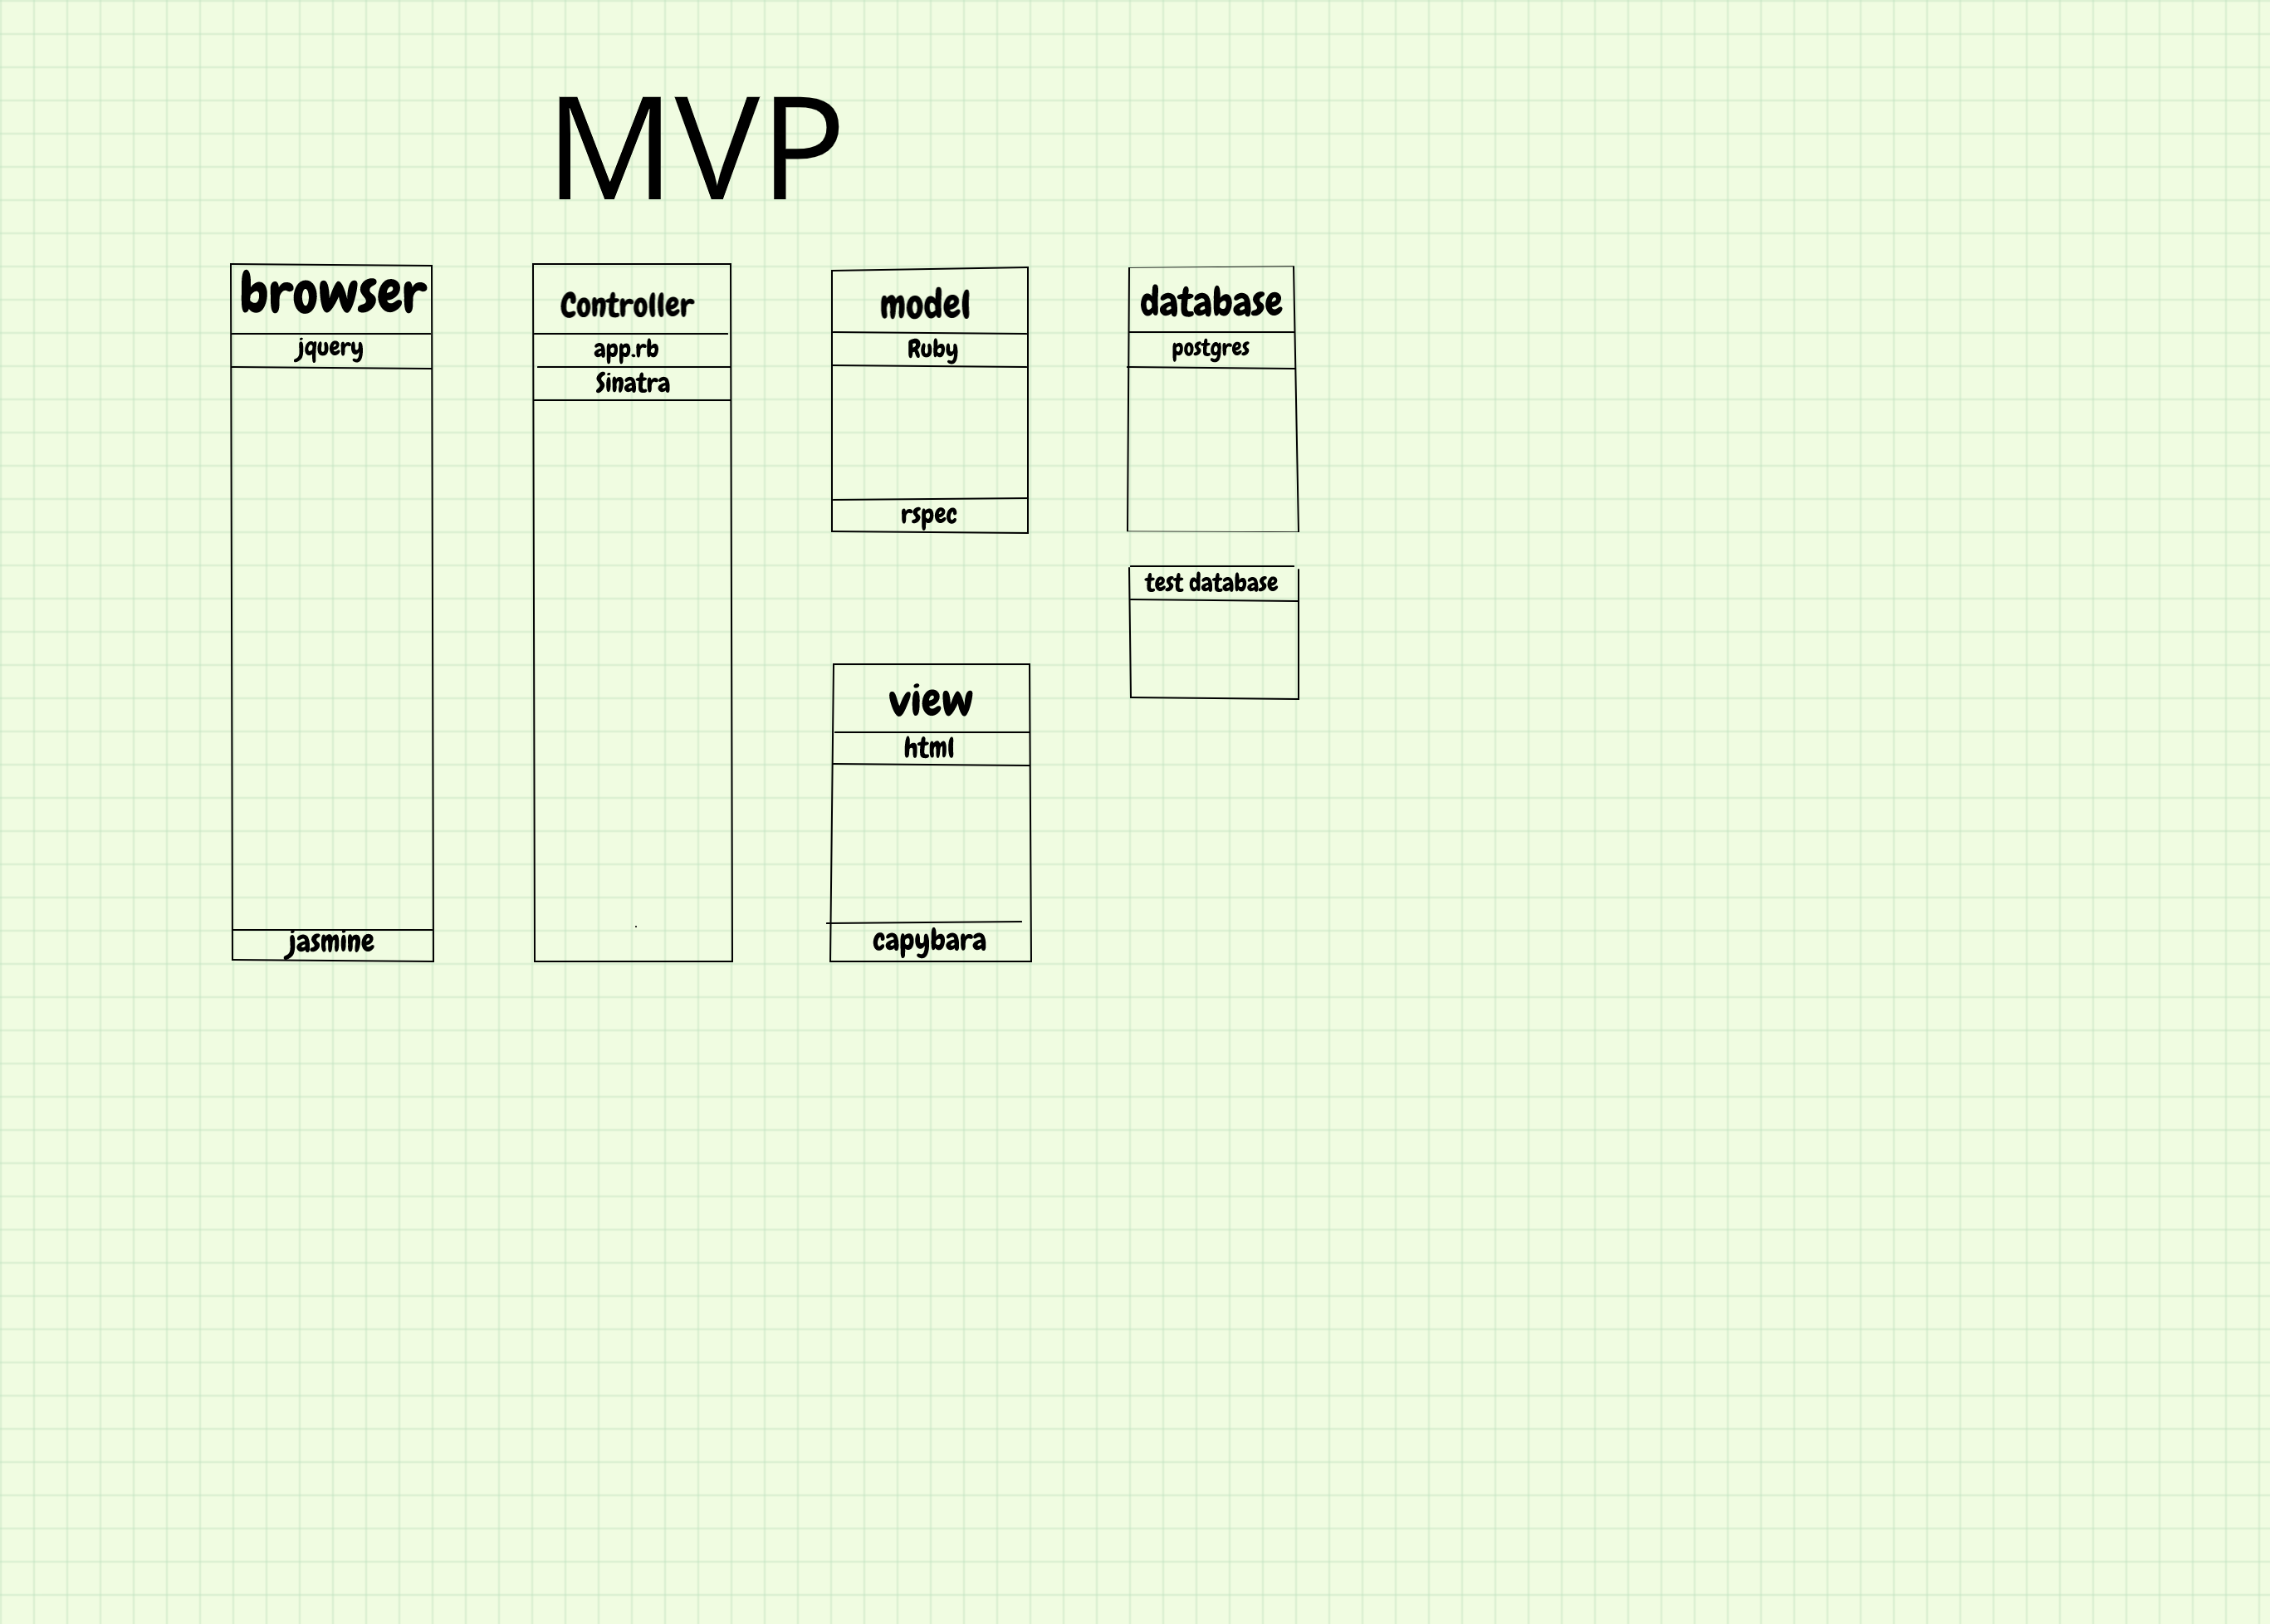 MVP
browser
jquery
jasmine
Controller
app.rb
Sinatra
model
Ruby
rspec
view
html
capybara
database
postgres
test database